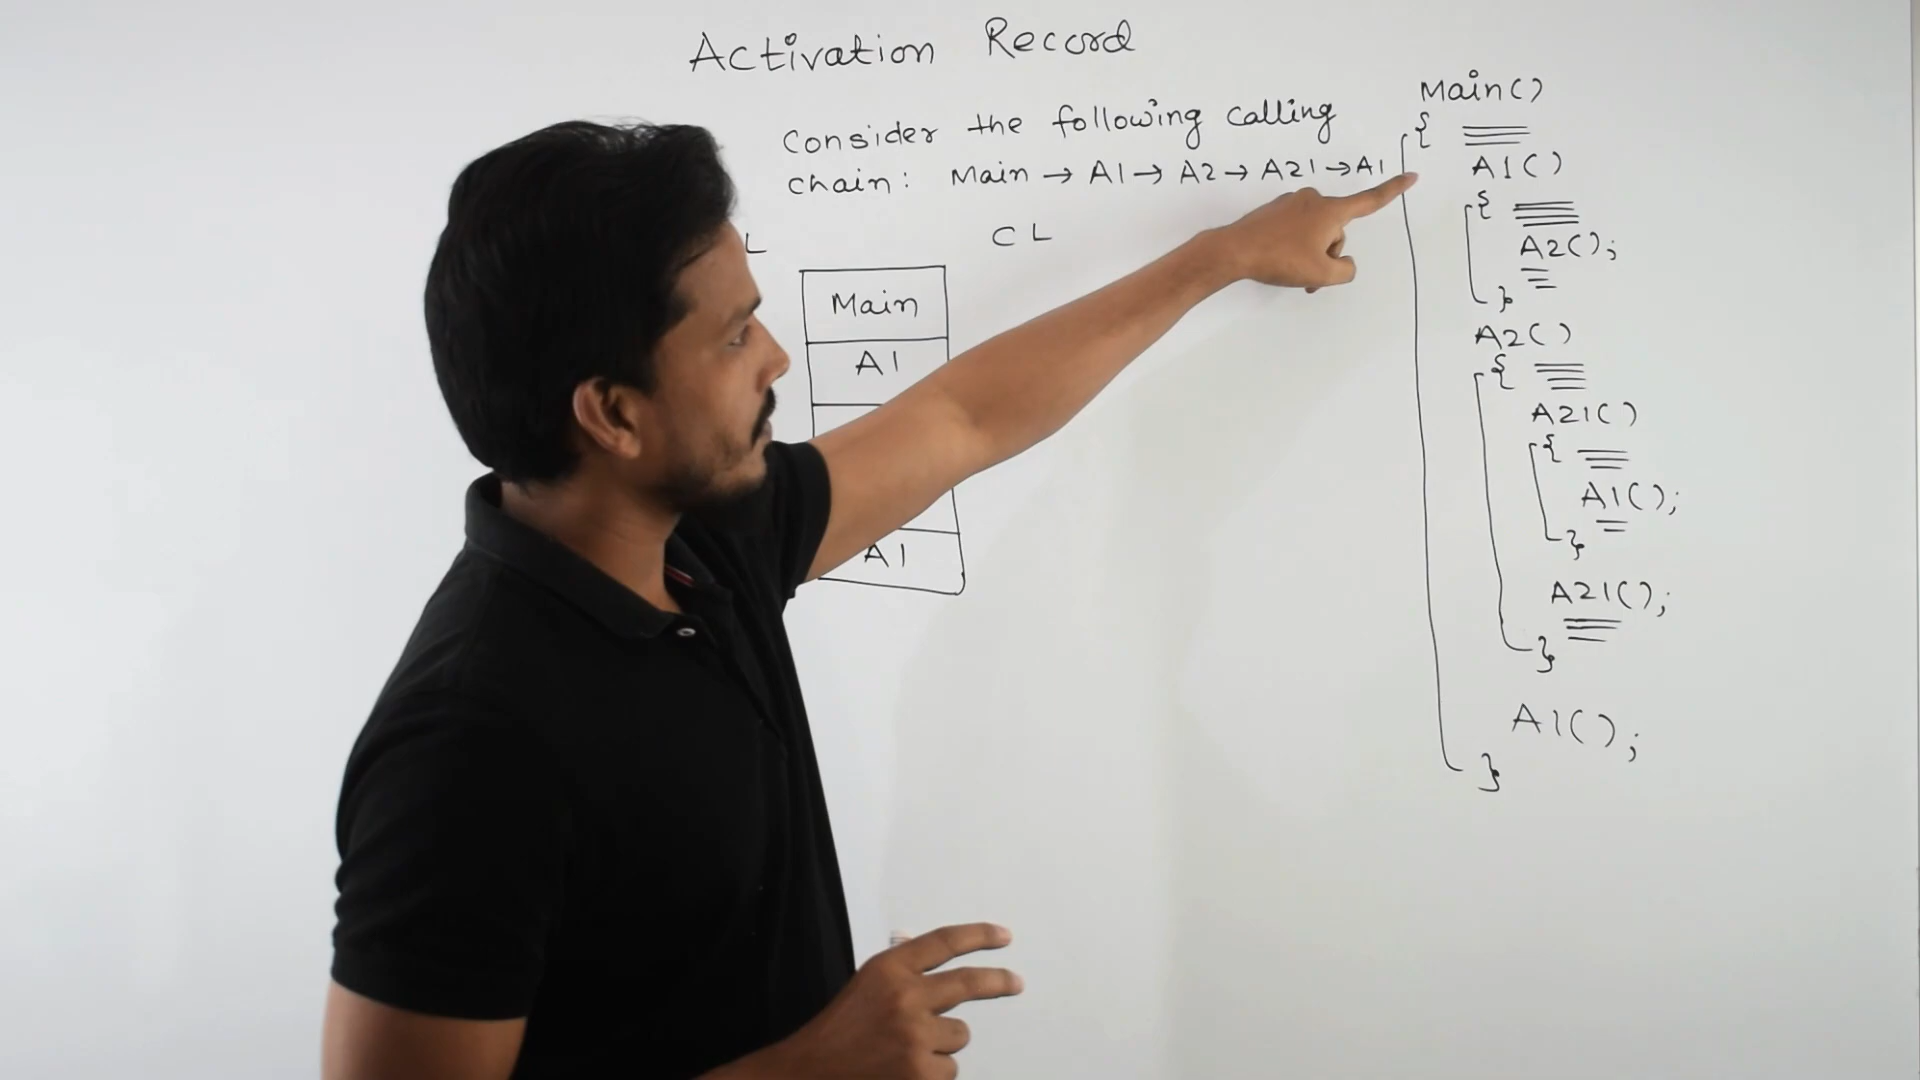 Activation Record
Consider the following calling
chain: Main → A1 → A2 → A21 → A1
L
CL
Main
A1
A1
Main()
{
A1()
{
A2();
}
A2()
{
A21()
{
A1();
}
A21();
}
A1();
}